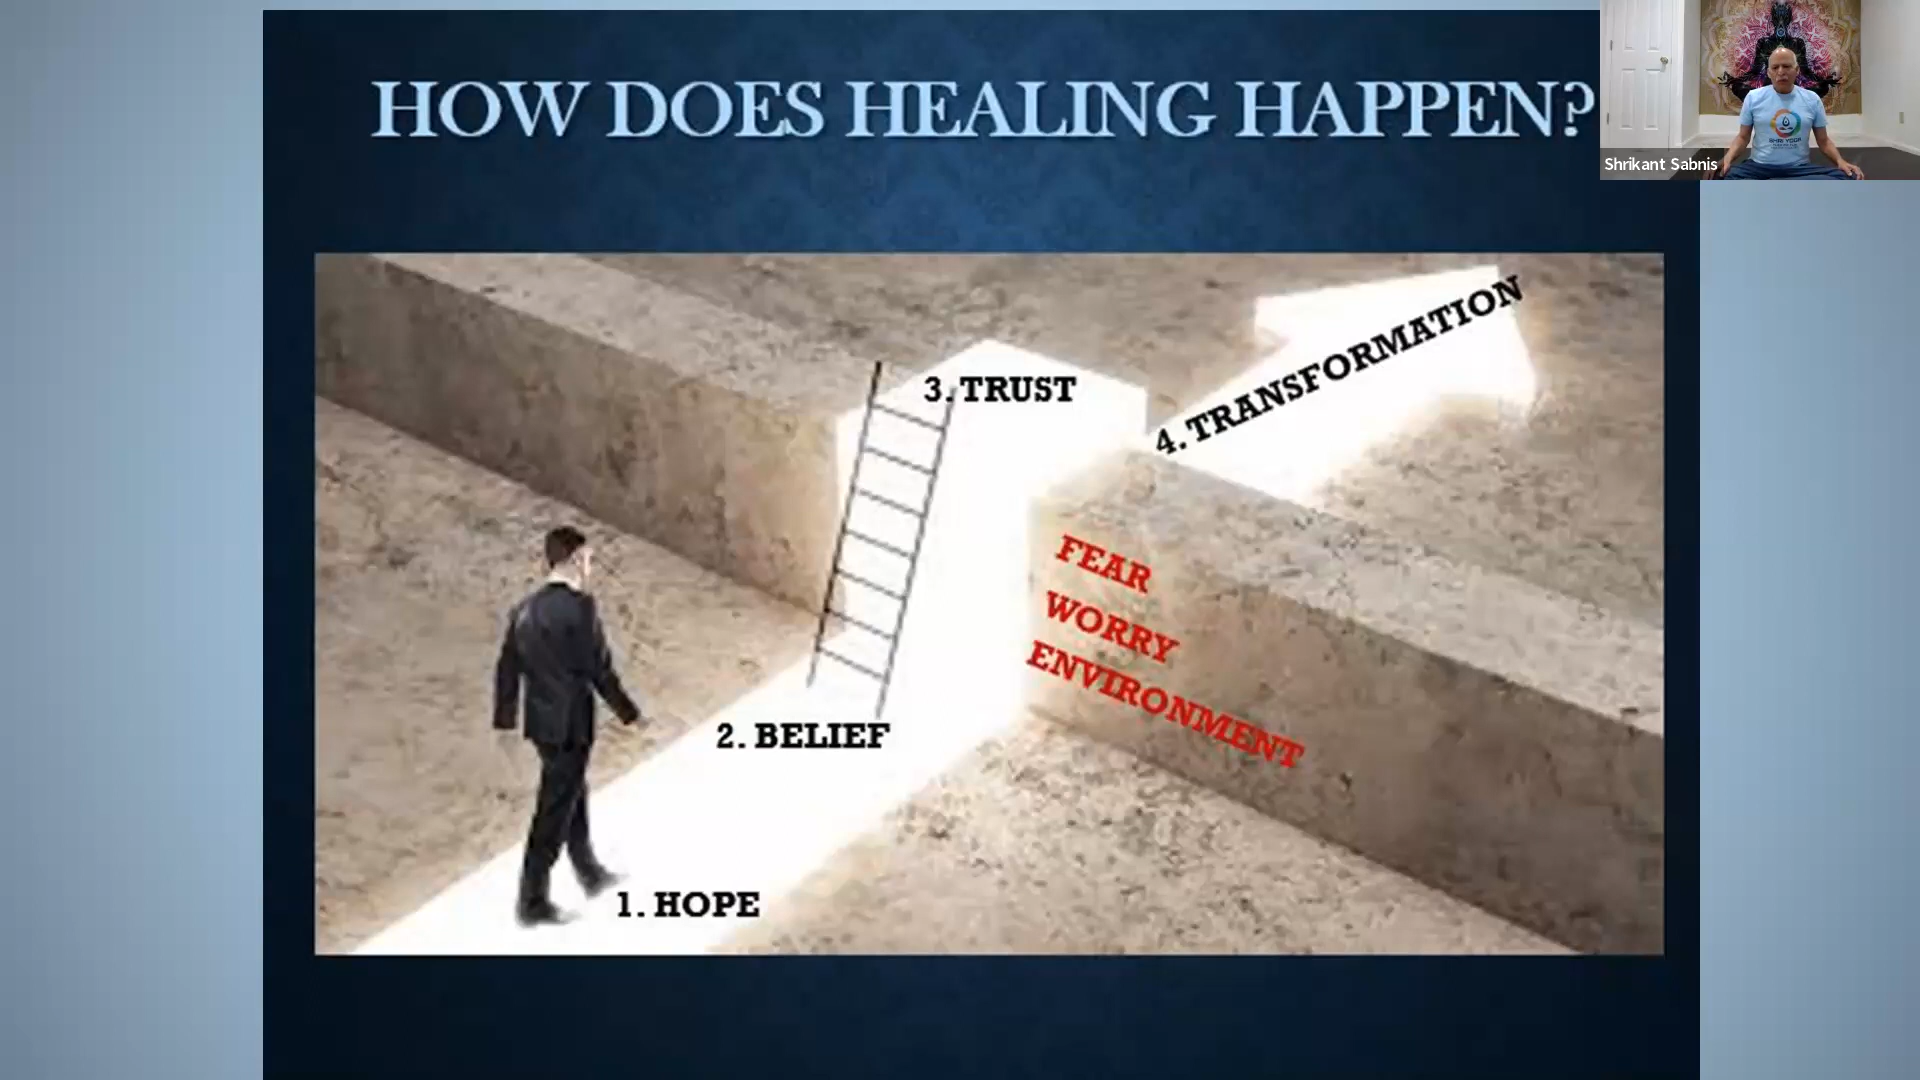 HOW DOES HEALING HAPPEN?
Shrikant Sabnis
4. TRANSFORMATION
3. TRUST
FEAR
WORRY
ENVIRONMENT
2. BELIEF
1. HOPE